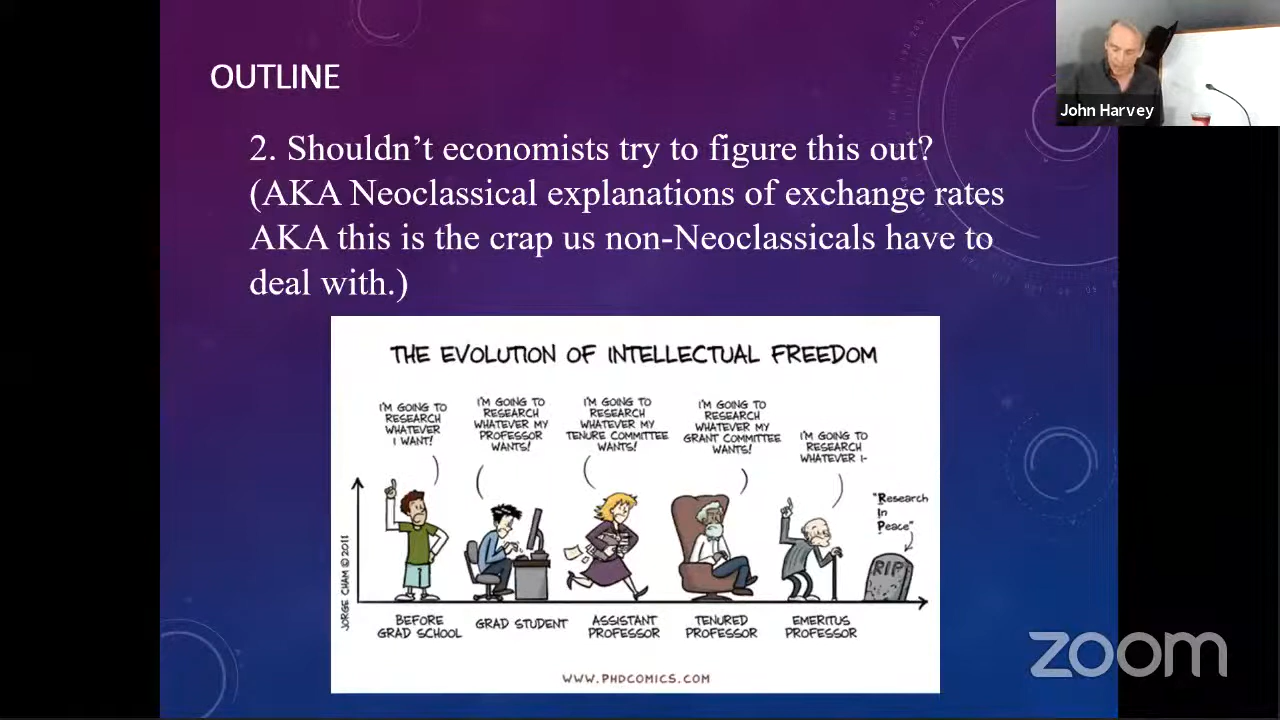 OUTLINE
2. Shouldn’t economists try to figure this out?
(AKA Neoclassical explanations of exchange rates
AKA this is the crap us non-Neoclassicals have to
deal with.)
John Harvey
THE EVOLUTION OF INTELLECTUAL FREEDOM
I'M GOING TO
RESEARCH
WHATEVER
I WANT!
I'M GOING TO
RESEARCH
WHATEVER MY
PROFESSOR
WANTS!
I'M GOING TO
RESEARCH
WHATEVER MY
TENURE COMMITTEE
WANTS!
I'M GOING TO
RESEARCH
WHATEVER MY
GRANT COMMITTEE
WANTS!
I'M GOING TO
RESEARCH
WHATEVER I-
"Research
In
Peace"
RIP
JORGE CHAM © 2011
BEFORE
GRAD SCHOOL
GRAD STUDENT
ASSISTANT
PROFESSOR
TENURED
PROFESSOR
EMERITUS
PROFESSOR
WWW.PHDCOMICS.COM
zoom